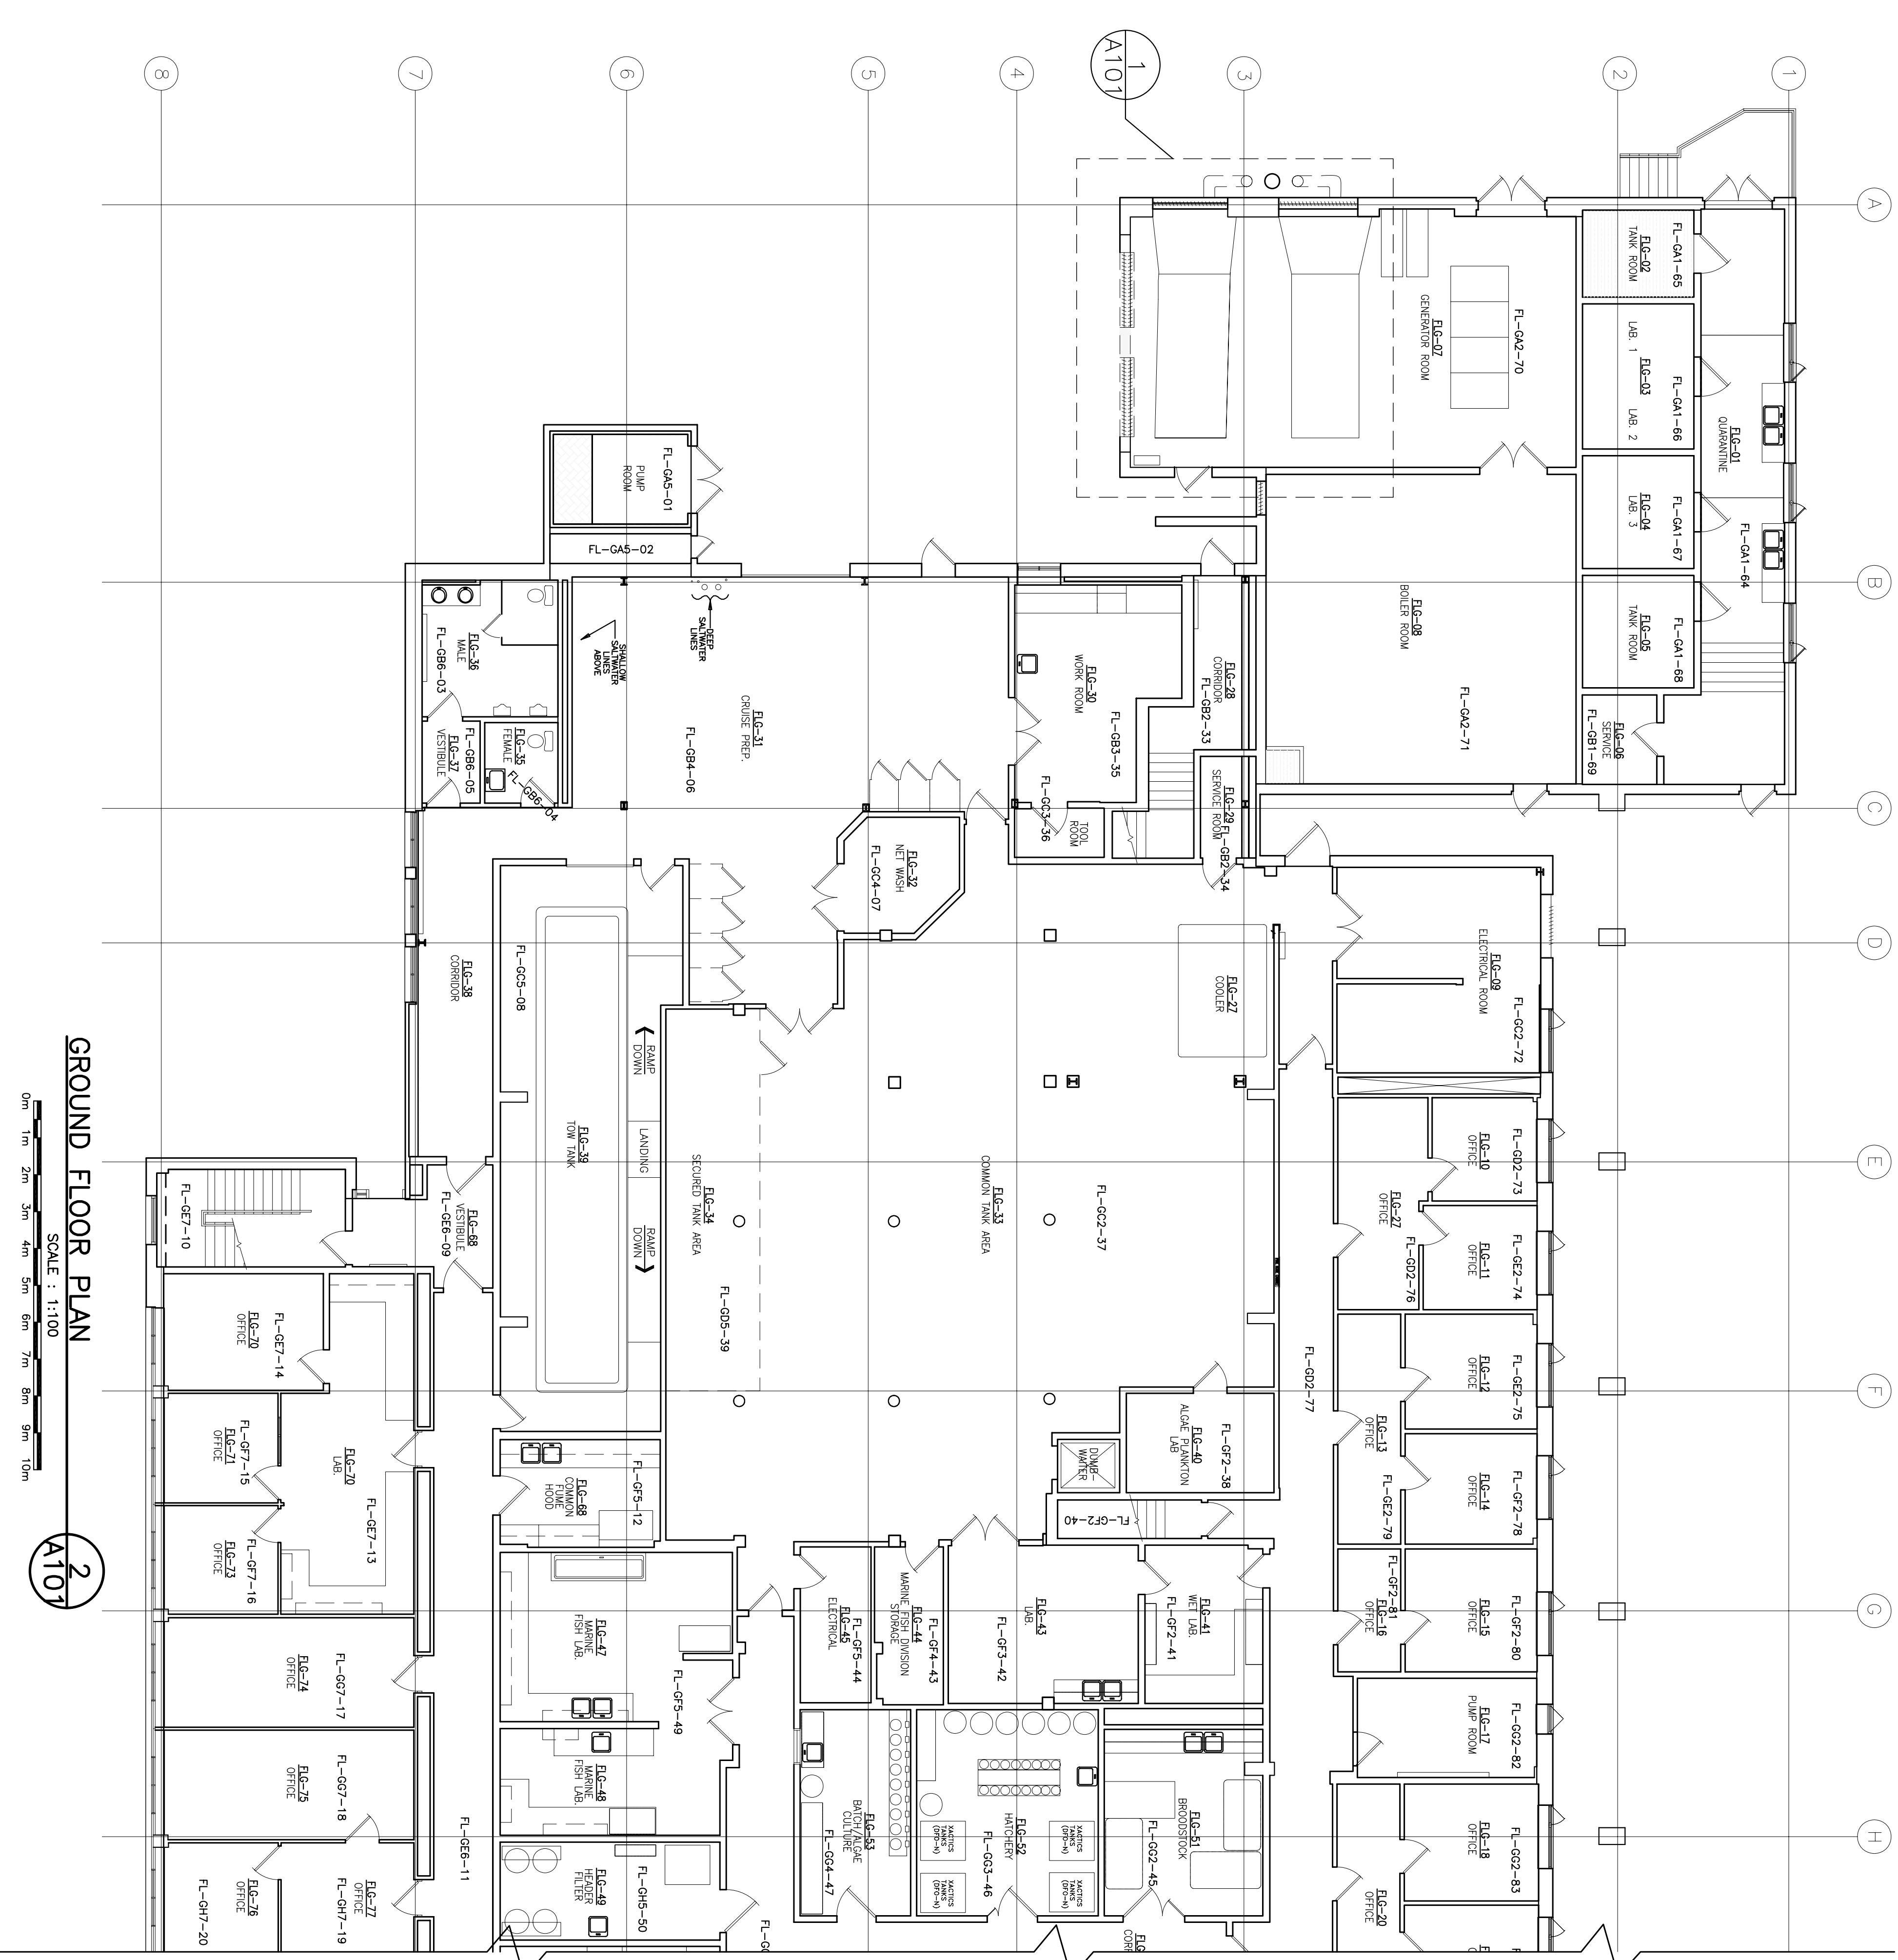 1
A101
8
7
6
5
4
3
2
1
A
B
C
D
E
F
G
H
FL-GA1-65
FLG-02
TANK ROOM
FL-GA1-66
LAB. 1
FLG-03
LAB. 2
FLG-01
QUARANTINE
FL-GA1-64
FL-GA1-67
FLG-04
LAB. 3
FL-GA1-68
FLG-05
TANK ROOM
FLG-06
SERVICE
FL-GB1-69
FL-GA2-70
FLG-07
GENERATOR ROOM
FLG-08
BOILER ROOM
FL-GA2-71
FL-GA5-01
PUMP
ROOM
FL-GA5-02
DEEP
SALTWATER
LINES
SHALLOW
SALTWATER
LINES
ABOVE
FLG-36
MALE
FL-GB6-03
FLG-35
FEMALE
FL-GB6-04
FL-GB6-05
FLG-37
VESTIBULE
FLG-31
CRUISE PREP.
FL-GB4-06
FLG-30
WORK ROOM
FL-GB3-35
FL-GC3-36
TOOL
ROOM
FLG-28
CORRIDOR
FL-GB2-33
FLG-29
SERVICE ROOM
FL-GB2-34
FLG-32
NET WASH
FL-GC4-07
FLG-27
COOLER
FLG-09
ELECTRICAL ROOM
FL-GC2-72
FLG-38
CORRIDOR
FL-GC5-08
FLG-39
TOW TANK
RAMP
DOWN
LANDING
RAMP
DOWN
FLG-34
SECURED TANK AREA
FL-GD5-39
FLG-33
COMMON TANK AREA
FL-GC2-37
FL-GD2-73
FLG-10
OFFICE
FLG-27
OFFICE
FL-GD2-76
FL-GE2-74
FLG-11
OFFICE
FL-GE2-75
FLG-12
OFFICE
FLG-13
OFFICE
FL-GE2-79
FL-GD2-77
FL-GF2-78
FLG-14
OFFICE
FL-GF2-80
FLG-15
OFFICE
FL-GF2-81
FLG-16
OFFICE
FL-GG2-82
FLG-17
PUMP ROOM
FLG-18
OFFICE
FL-GG2-83
FLG-20
OFFICE
FL-GE7-10
FLG-68
VESTIBULE
FL-GE6-09
FL-GE7-14
FLG-70
OFFICE
FLG-70
LAB.
FL-GE7-13
FL-GF7-15
FLG-71
OFFICE
FL-GF7-16
FLG-73
OFFICE
FL-GG7-17
FLG-74
OFFICE
FL-GG7-18
FLG-75
OFFICE
FLG-76
OFFICE
FL-GH7-20
FLG-77
OFFICE
FL-GH7-19
FL-GE6-11
FL-GF5-12
FLG-68
COMMON
FUME
HOOD
FLG-47
MARINE
FISH LAB.
FL-GF5-49
FLG-48
MARINE
FISH LAB.
FLG-49
HEADER
FILTER
FL-GH5-50
FL-GF2-38
FLG-40
ALGAE PLANKTON
LAB
DUMB-
WAITER
FL-GF2-40
FL-GF5-44
FLG-45
ELECTRICAL
FL-GF4-43
FLG-44
MARINE FISH DIVISION
STORAGE
FLG-43
LAB.
FL-GF3-42
FLG-41
WET LAB.
FL-GF2-41
FLG-53
BATCH/ALGAE
CULTURE
FL-GG4-47
FLG-52
HATCHERY
FL-GG3-46
XACTICS
TANKS
(DFO-N)
XACTICS
TANKS
(DFO-N)
XACTICS
TANKS
(DFO-N)
XACTICS
TANKS
(DFO-N)
FLG-51
BROODSTOCK
FL-GG2-45
GROUND FLOOR PLAN
SCALE : 1:100
0m 1m 2m 3m 4m 5m 6m 7m 8m 9m 10m
2
A101